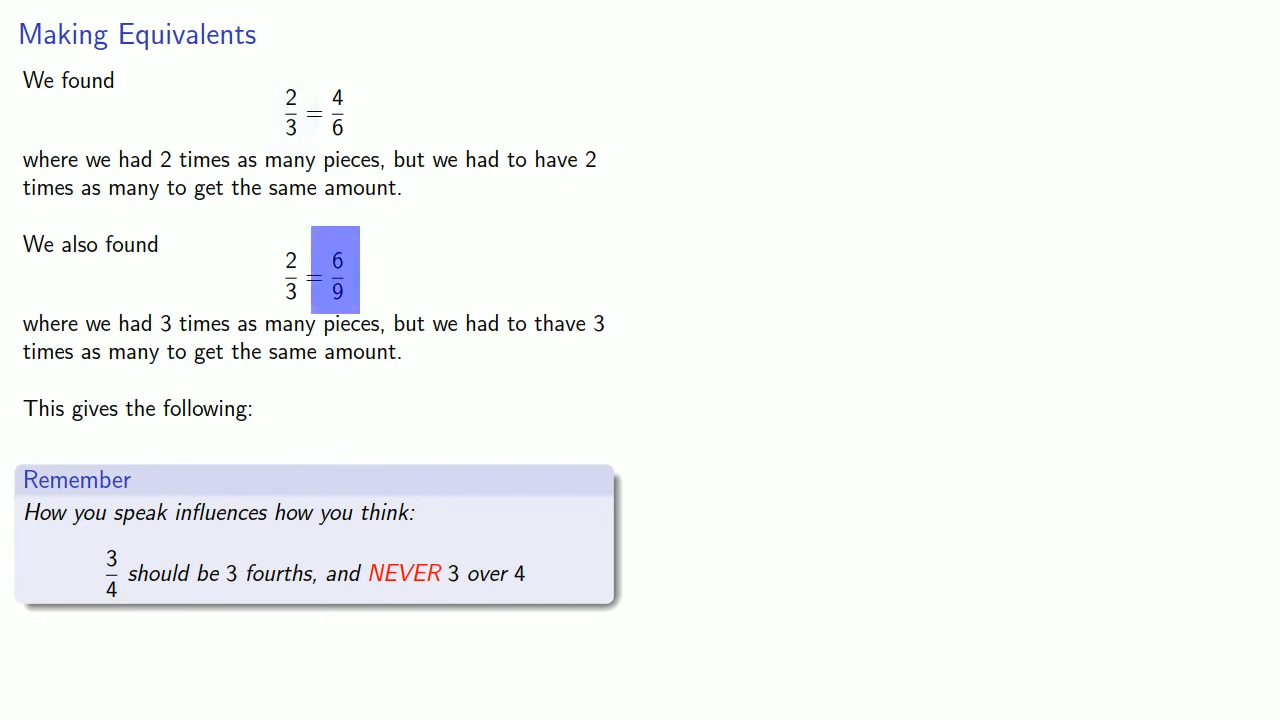 Making Equivalents
We found
2/3 = 4/6
where we had 2 times as many pieces, but we had to have 2
times as many to get the same amount.
We also found
2/3 = 6/9
where we had 3 times as many pieces, but we had to thave 3
times as many to get the same amount.
This gives the following:
Remember
How you speak influences how you think:
3/4 should be 3 fourths, and NEVER 3 over 4